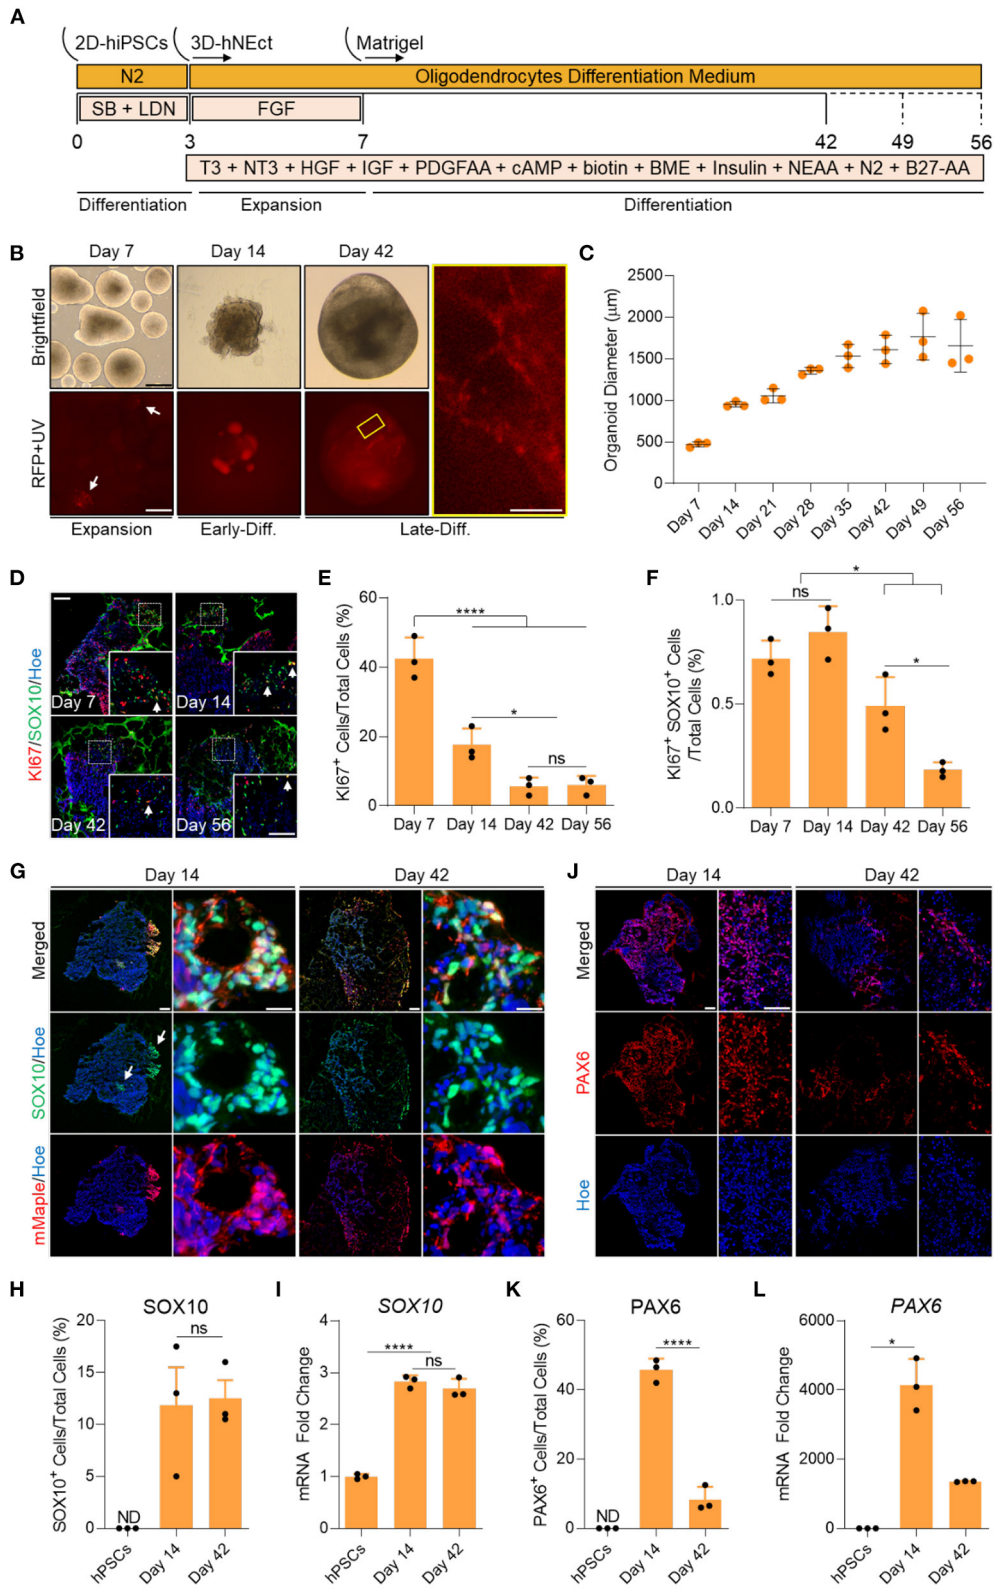 A
2D-hiPSCs 3D-hNEct Matrigel
N2 Oligodendrocytes Differentiation Medium
SB + LDN FGF
0 3 7 42 49 56
T3 + NT3 + HGF + IGF + PDGFAA + cAMP + biotin + BME + Insulin + NEAA + N2 + B27-AA
Differentiation Expansion Differentiation
B
Day 7 Day 14 Day 42
Brightfield
RFP+UV
Expansion Early-Diff. Late-Diff.
C
Organoid Diameter (μm)
2500
2000
1500
1000
500
0
Day 7 Day 14 Day 21 Day 28 Day 35 Day 42 Day 49 Day 56
D
KI67/SOX10/Hoe
Day 7 Day 14
Day 42 Day 56
E
KI67+ Cells/Total Cells (%)
60
40
20
0
****
*
ns
Day 7 Day 14 Day 42 Day 56
F
KI67+ SOX10+ Cells
/Total Cells (%)
1.0
0.5
0.0
*
ns
*
Day 7 Day 14 Day 42 Day 56
G
Day 14 Day 42
Merged
SOX10/Hoe
mMaple/Hoe
J
Day 14 Day 42
Merged
PAX6
Hoe
H
SOX10
SOX10+ Cells/Total Cells (%)
20
15
10
5
0
ns
ND
hPSCs Day 14 Day 42
I
SOX10
mRNA Fold Change
4
3
2
1
0
****
ns
hPSCs Day 14 Day 42
K
PAX6
PAX6+ Cells/Total Cells (%)
60
40
20
0
****
ND
hPSCs Day 14 Day 42
L
PAX6
mRNA Fold Change
6000
4000
2000
0
*
hPSCs Day 14 Day 42